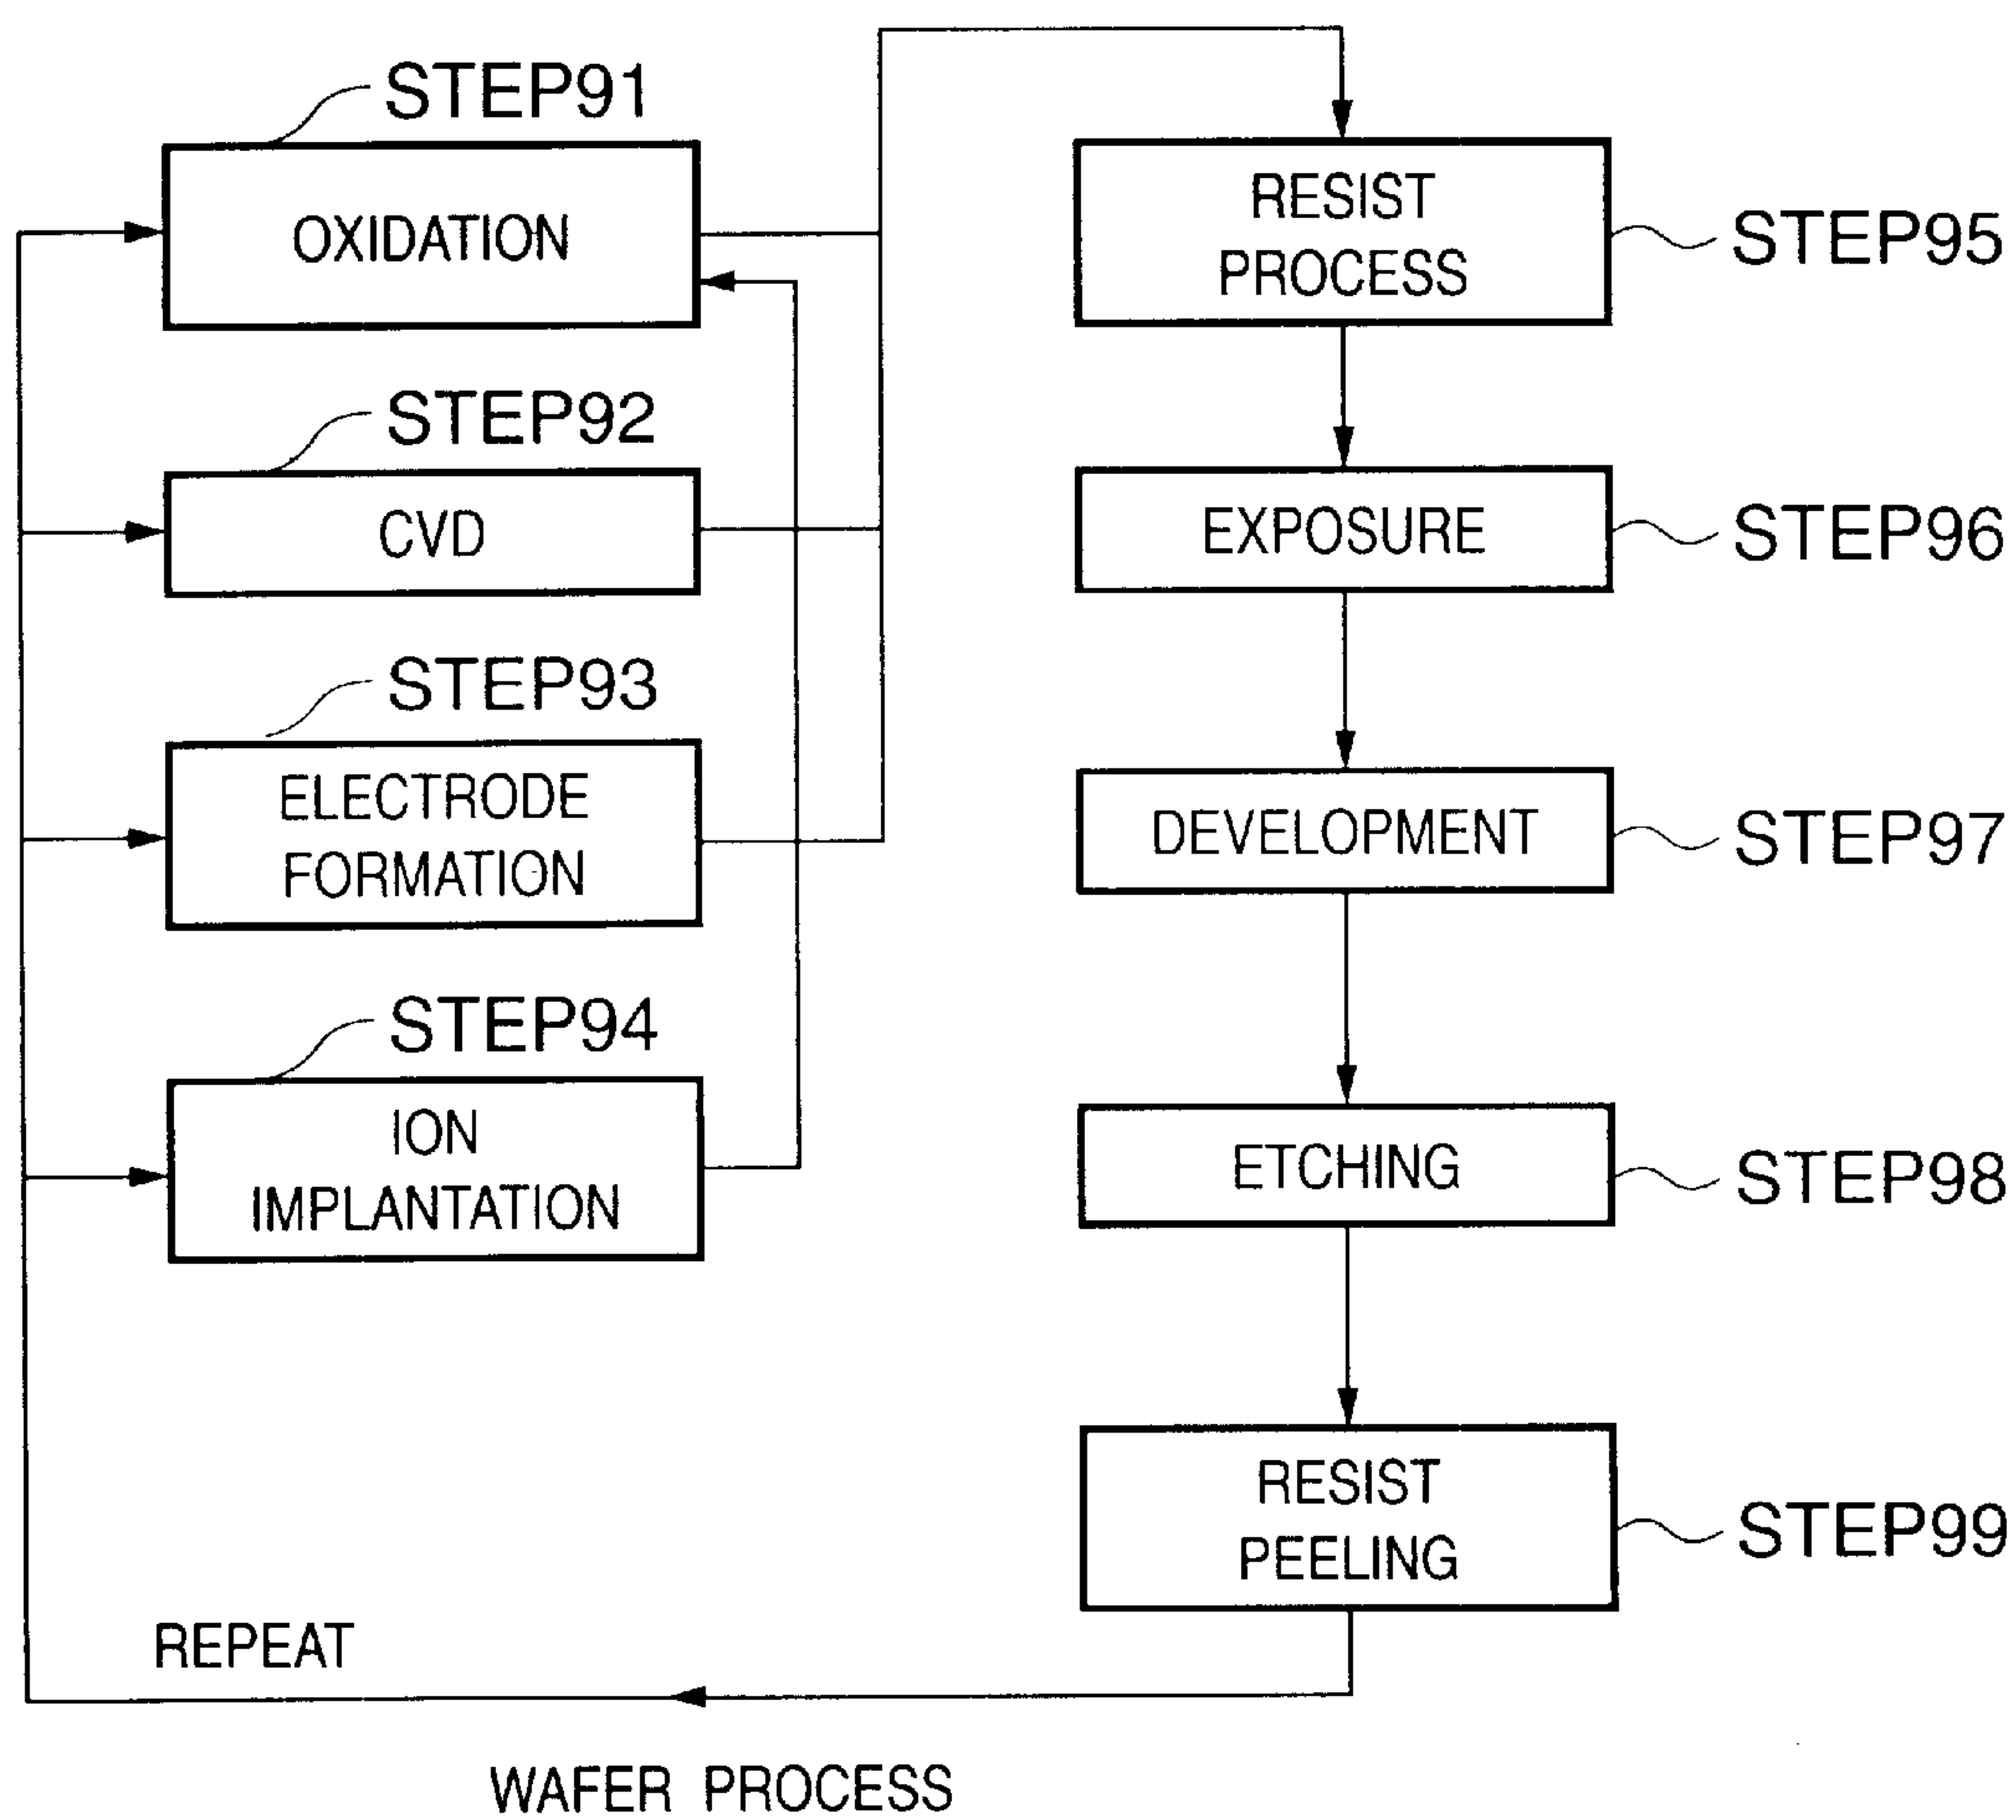 STEP91
OXIDATION
STEP92
CVD
STEP93
ELECTRODE
FORMATION
STEP94
ION
IMPLANTATION
RESIST
PROCESS
STEP95
EXPOSURE
STEP96
DEVELOPMENT
STEP97
ETCHING
STEP98
RESIST
PEELING
STEP99
REPEAT
WAFER PROCESS